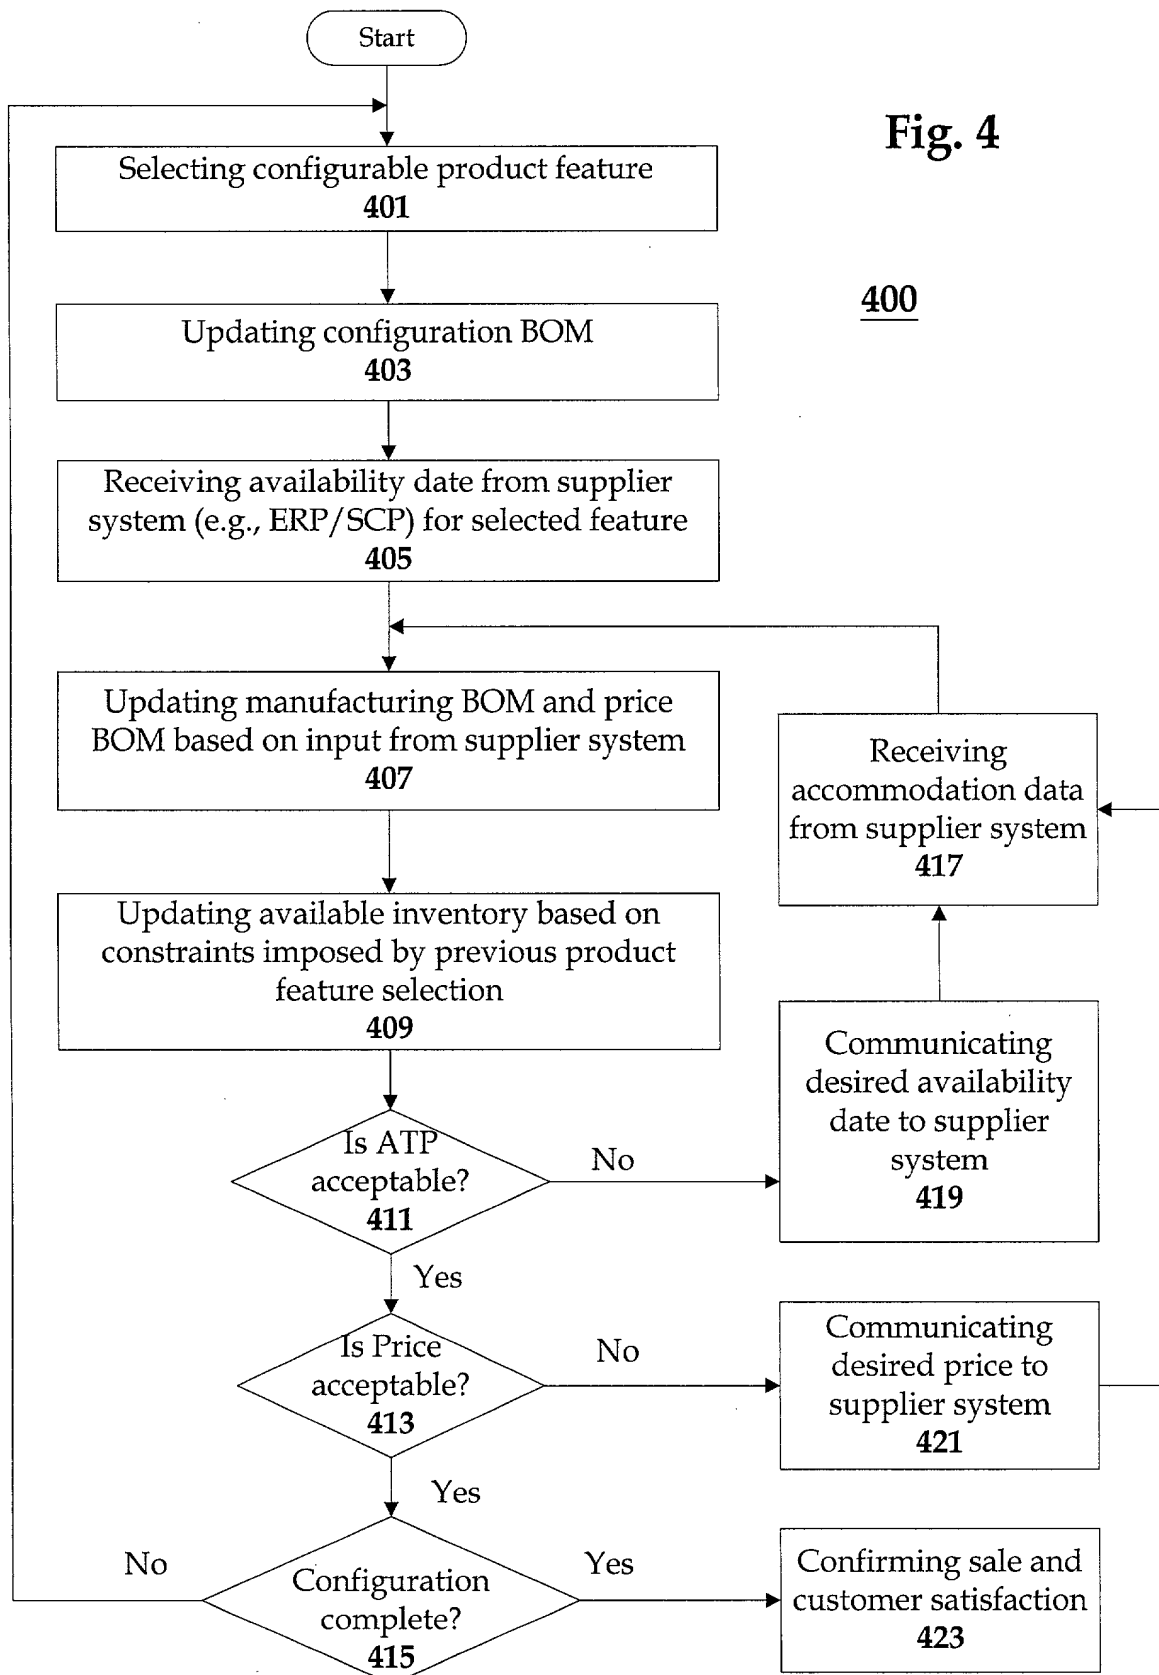 Start
Fig. 4
400
Selecting configurable product feature
401
Updating configuration BOM
403
Receiving availability date from supplier
system (e.g., ERP/SCP) for selected feature
405
Updating manufacturing BOM and price
BOM based on input from supplier system
407
Receiving
accommodation data
from supplier system
417
Updating available inventory based on
constraints imposed by previous product
feature selection
409
Communicating
desired availability
date to supplier
system
419
Is ATP
acceptable?
411
No
Yes
Is Price
acceptable?
413
No
Communicating
desired price to
supplier system
421
Yes
No
Configuration
complete?
415
Yes
Confirming sale and
customer satisfaction
423